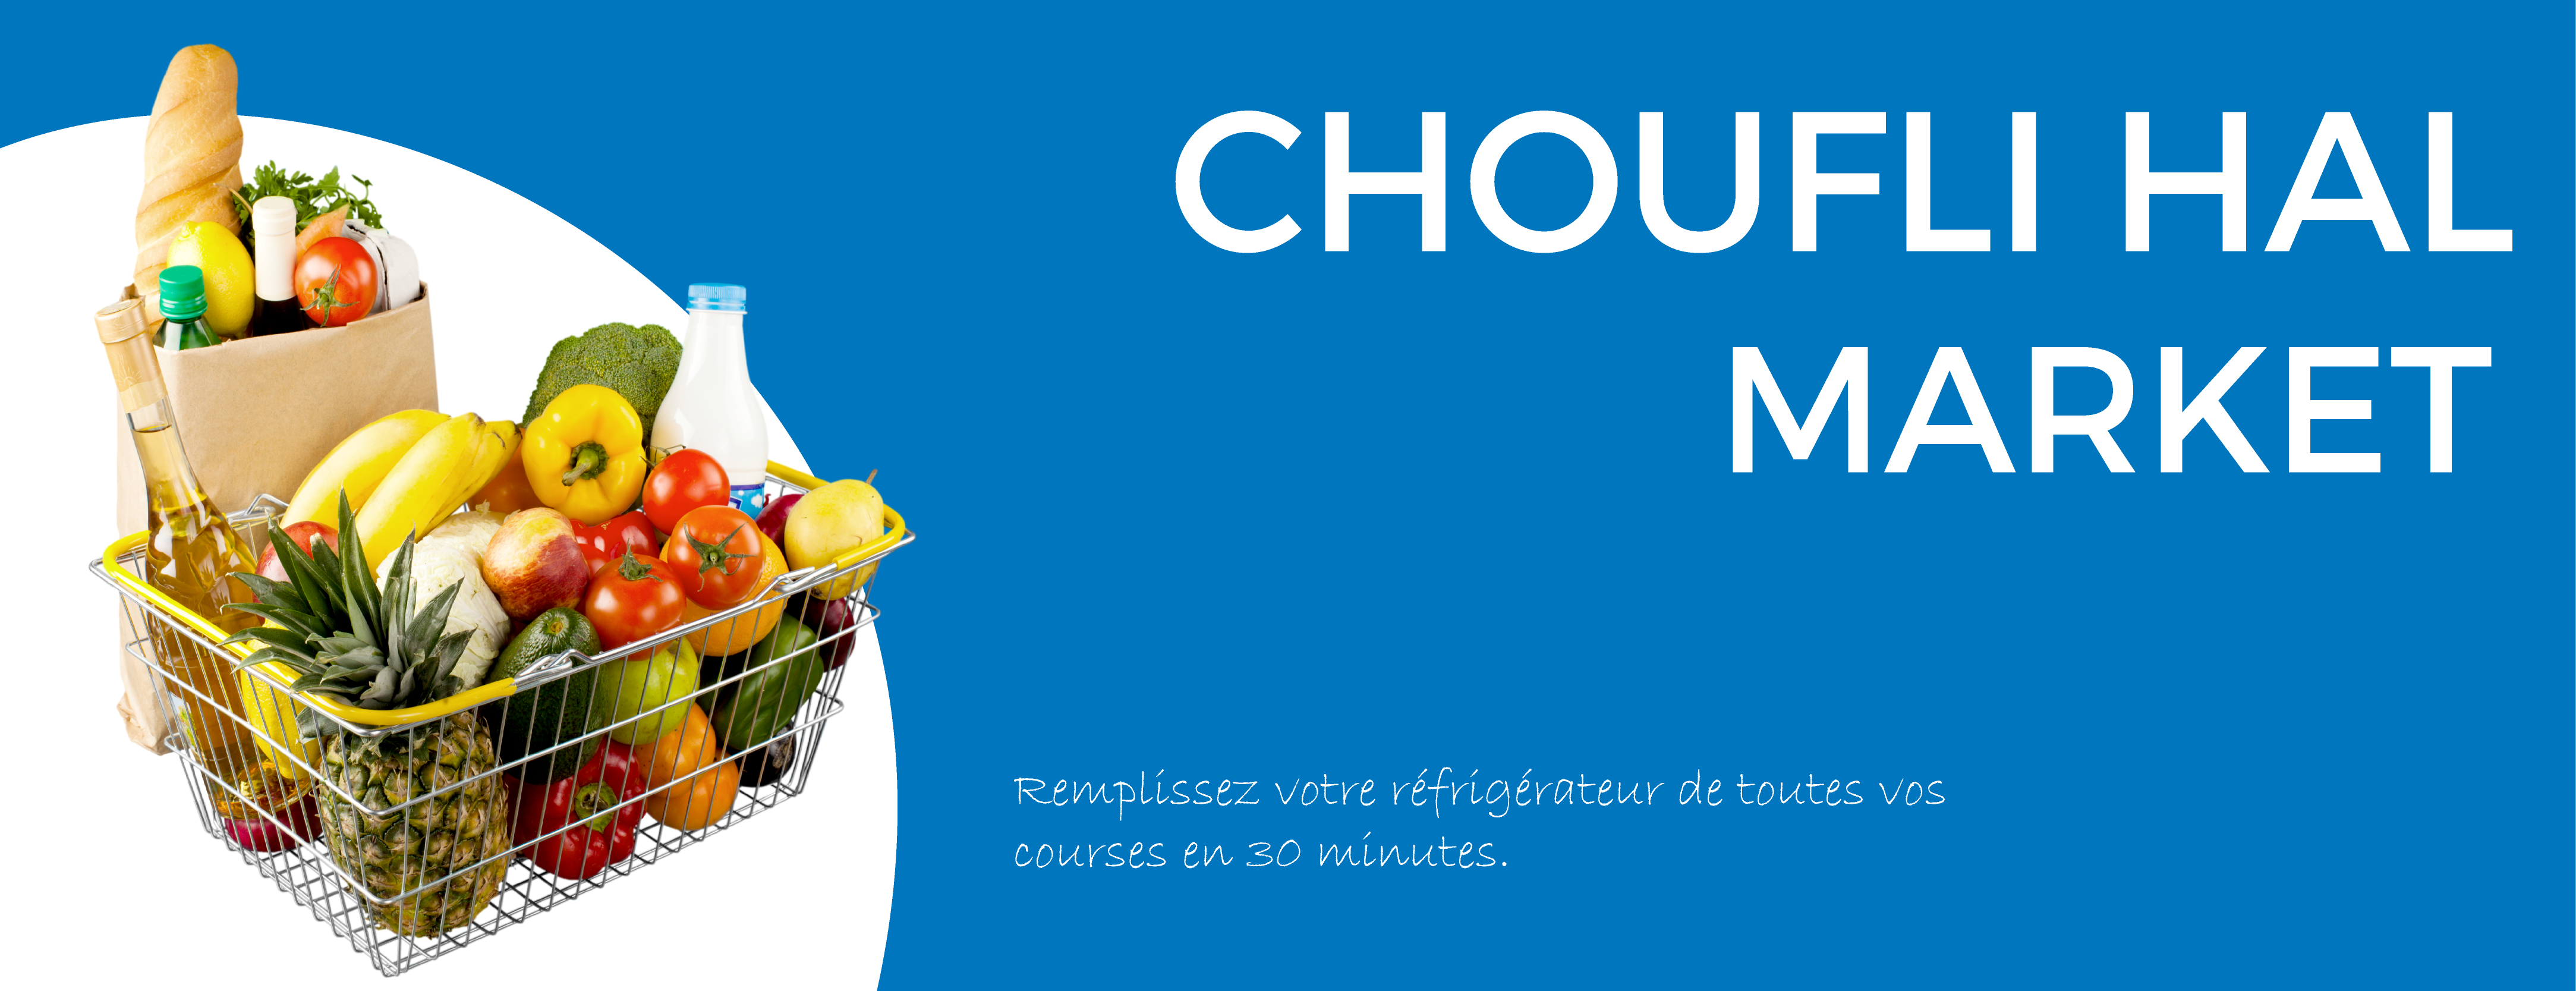 CHOUFLI HAL
MARKET
Remplissez votre réfrigérateur de toutes vos
courses en 30 minutes.